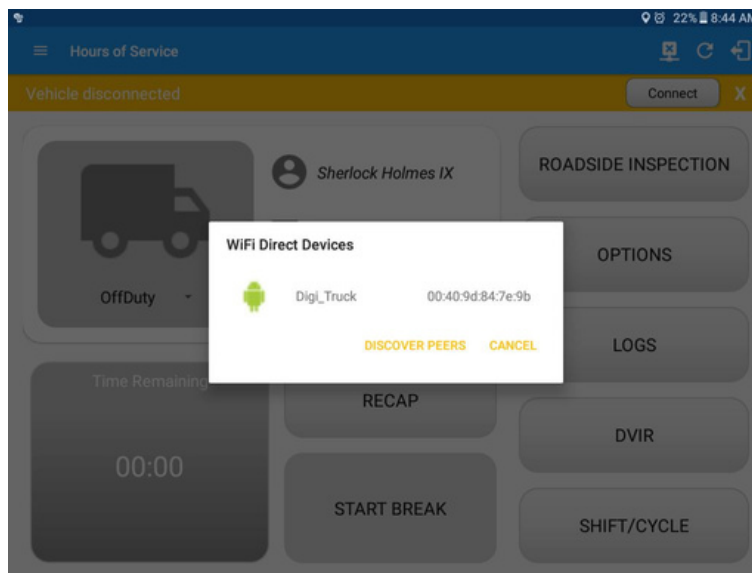 22% 8:44 AM
Hours of Service
Vehicle disconnected
Connect
X
Sherlock Holmes IX
ROADSIDE INSPECTION
WiFi Direct Devices
Digi_Truck 00:40:9d:84:7e:9b
DISCOVER PEERS CANCEL
OffDuty
OPTIONS
LOGS
Time Remaining
00:00
RECAP
START BREAK
DVIR
SHIFT/CYCLE